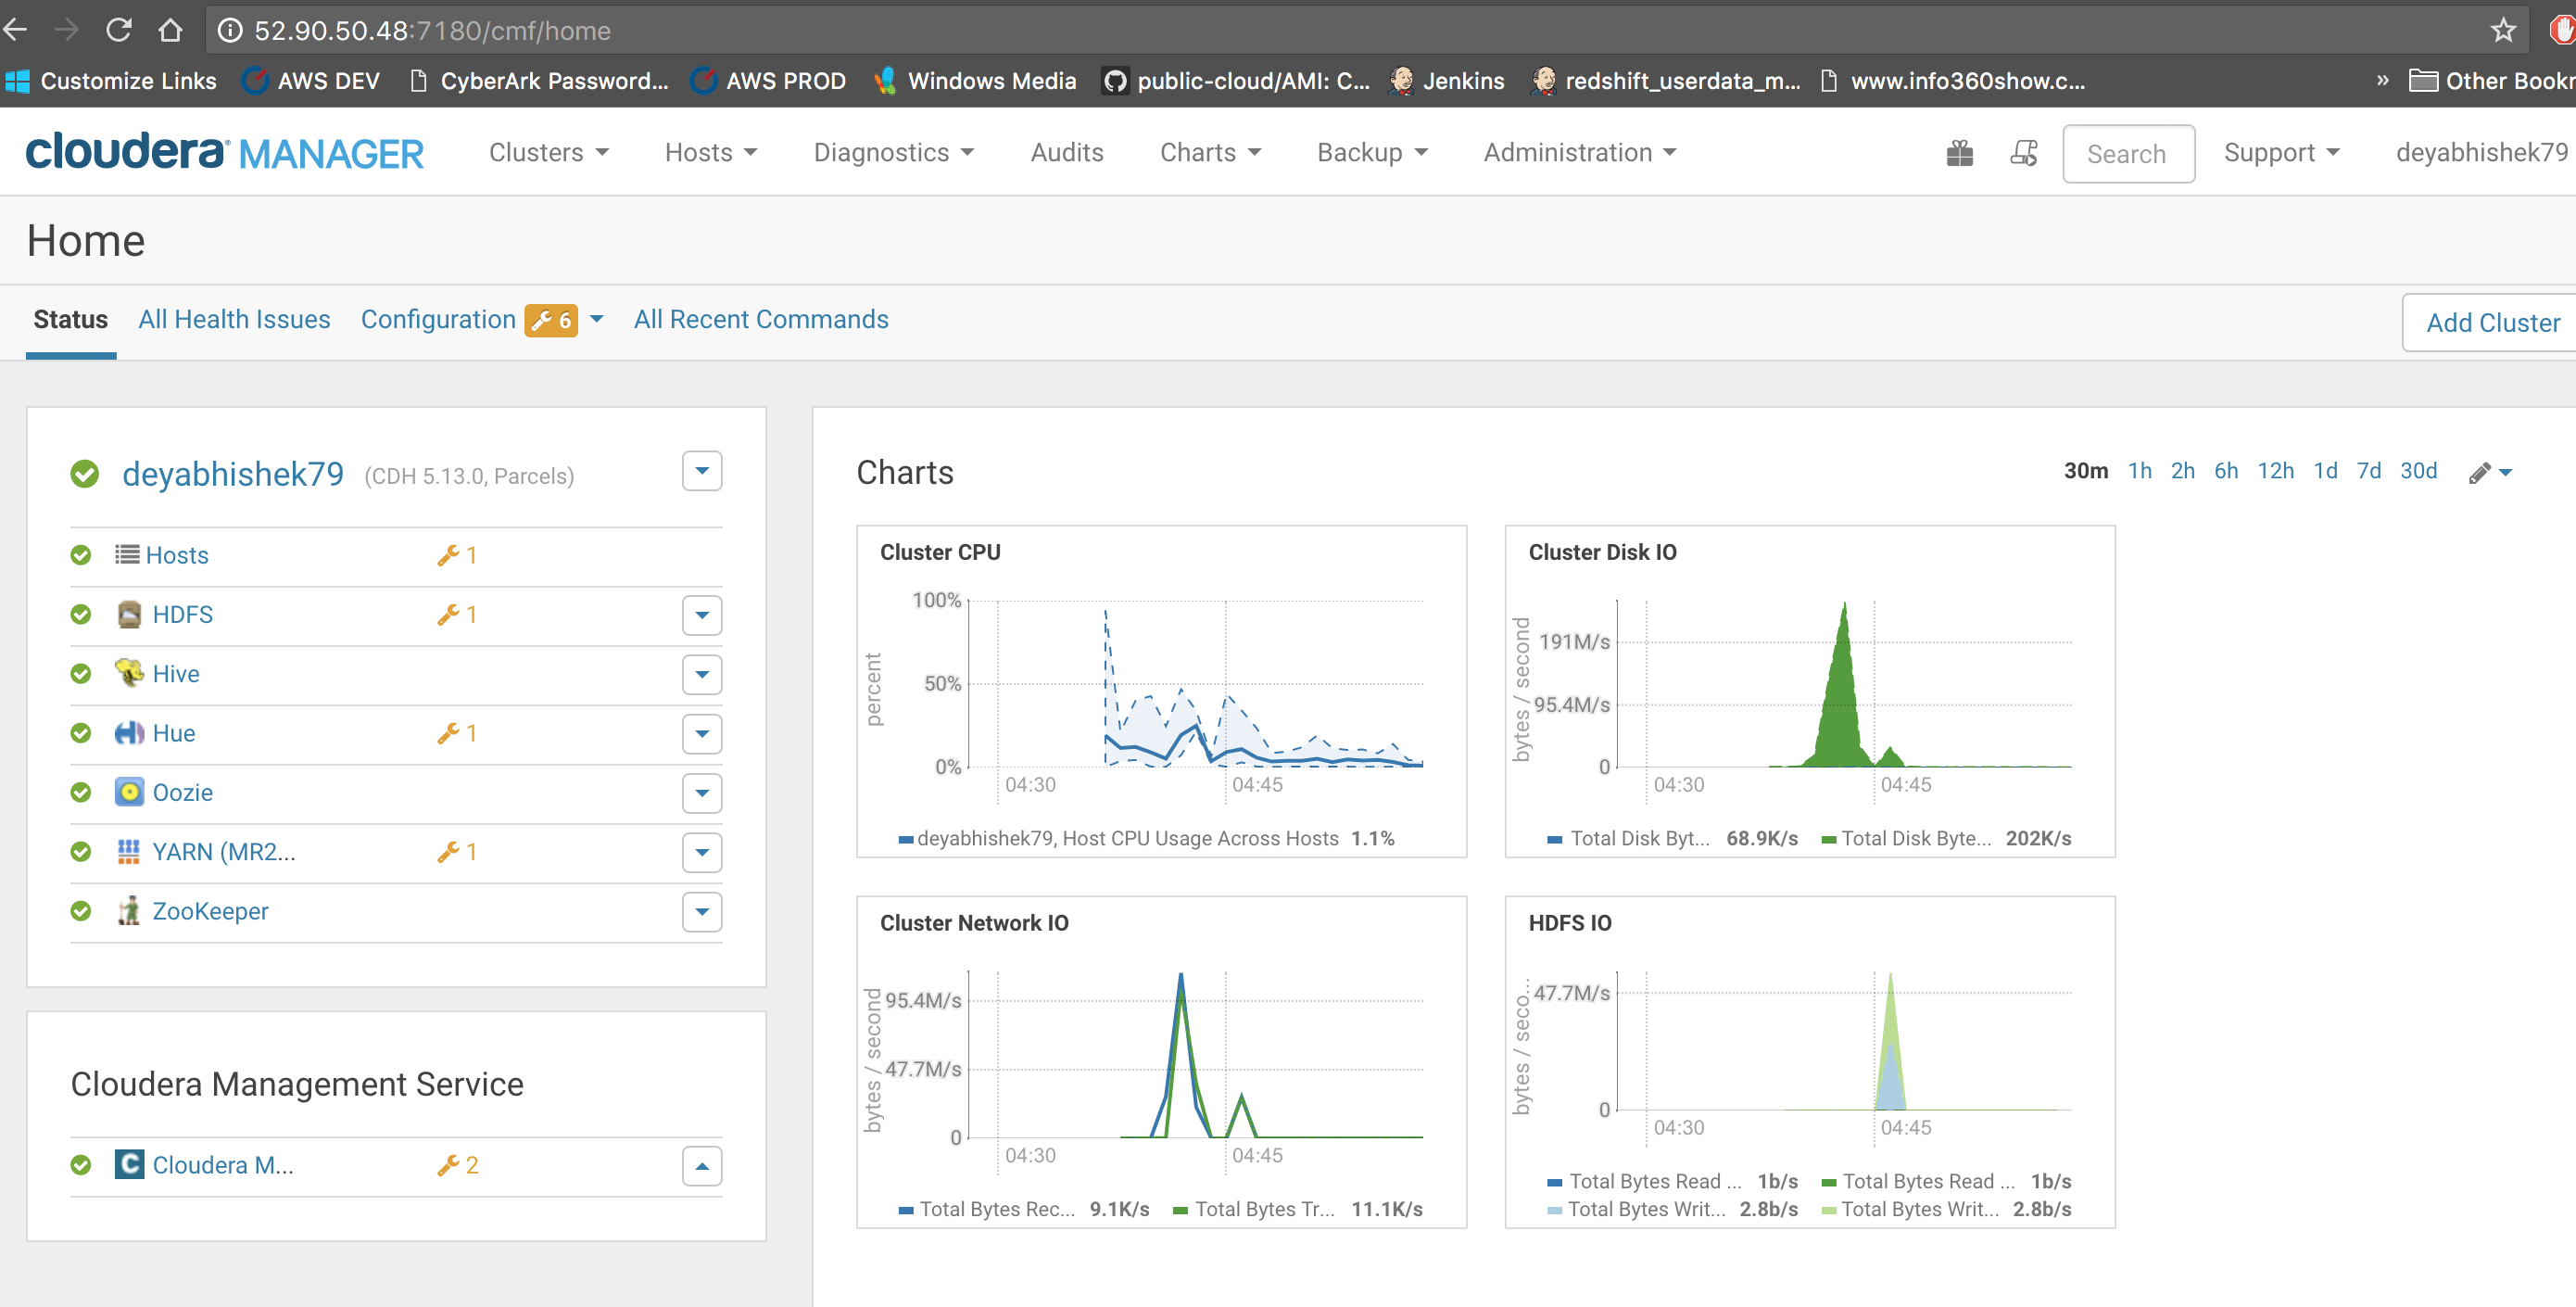 52.90.50.48:7180/cmf/home
Customize Links AWS DEV CyberArk Password... AWS PROD Windows Media public-cloud/AMI: C... Jenkins redshift_userdata_m... www.info360show.c... » Other Bookr
cloudera MANAGER Clusters Hosts Diagnostics Audits Charts Backup Administration Search Support deyabhishek79
Home
Status All Health Issues Configuration 6 All Recent Commands Add Cluster
deyabhishek79 (CDH 5.13.0, Parcels)
Hosts 1
HDFS 1
Hive
Hue 1
Oozie
YARN (MR2... 1
ZooKeeper
Cloudera Management Service
C Cloudera M... 2
Charts 30m 1h 2h 6h 12h 1d 7d 30d
Cluster CPU
percent
100%
50%
0%
04:30 04:45
deyabhishek79, Host CPU Usage Across Hosts 1.1%
Cluster Disk IO
bytes / second
191M/s
95.4M/s
0
04:30 04:45
Total Disk Byt... 68.9K/s Total Disk Byte... 202K/s
Cluster Network IO
bytes / second
95.4M/s
47.7M/s
0
04:30 04:45
Total Bytes Rec... 9.1K/s Total Bytes Tr... 11.1K/s
HDFS IO
bytes / seco...
47.7M/s
0
04:30 04:45
Total Bytes Read ... 1b/s Total Bytes Read ... 1b/s
Total Bytes Writ... 2.8b/s Total Bytes Writ... 2.8b/s